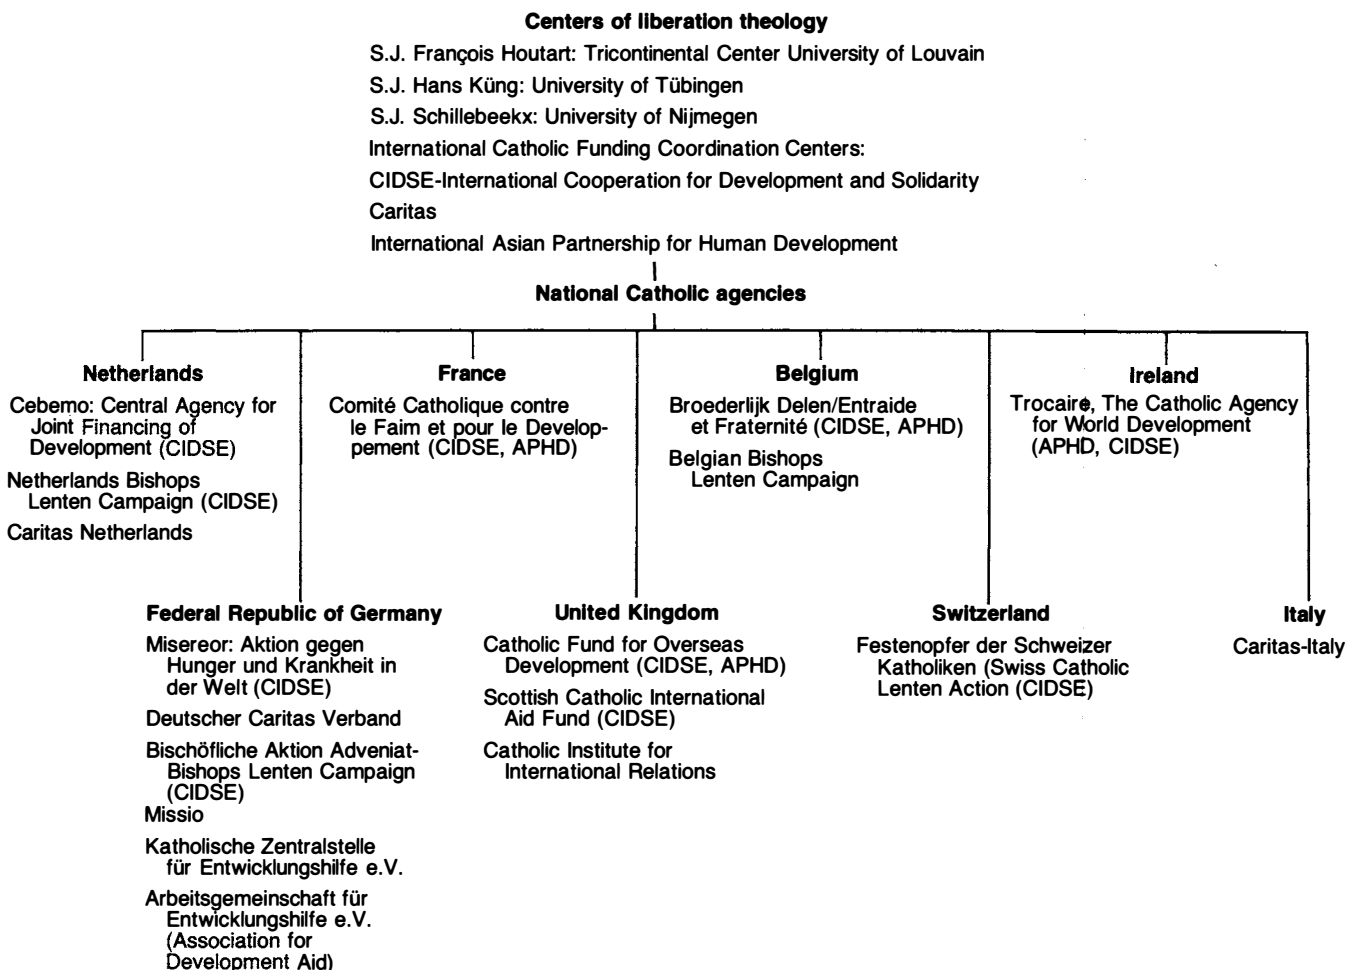 Centers of liberation theology
S.J. François Houtart: Tricontinental Center University of Louvain
S.J. Hans Küng: University of Tübingen
S.J. Schillebeekx: University of Nijmegen
International Catholic Funding Coordination Centers:
CIDSE-International Cooperation for Development and Solidarity
Caritas
International Asian Partnership for Human Development
National Catholic agencies
Netherlands
Cebemo: Central Agency for
Joint Financing of
Development (CIDSE)
Netherlands Bishops
Lenten Campaign (CIDSE)
Caritas Netherlands
France
Comité Catholique contre
le Faim et pour le Develop-
pement (CIDSE, APHD)
Belgium
Broederlijk Delen/Entraide
et Fraternité (CIDSE, APHD)
Belgian Bishops
Lenten Campaign
Ireland
Trocaire, The Catholic Agency
for World Development
(APHD, CIDSE)
Federal Republic of Germany
Misereor: Aktion gegen
Hunger und Krankheit in
der Welt (CIDSE)
Deutscher Caritas Verband
Bischöfliche Aktion Adveniat-
Bishops Lenten Campaign
(CIDSE)
Missio
Katholische Zentralstelle
für Entwicklungshilfe e.V.
Arbeitsgemeinschaft für
Entwicklungshilfe e.V.
(Association for
Development Aid)
United Kingdom
Catholic Fund for Overseas
Development (CIDSE, APHD)
Scottish Catholic International
Aid Fund (CIDSE)
Catholic Institute for
International Relations
Switzerland
Festenopfer der Schweizer
Katholiken (Swiss Catholic
Lenten Action (CIDSE)
Italy
Caritas-Italy